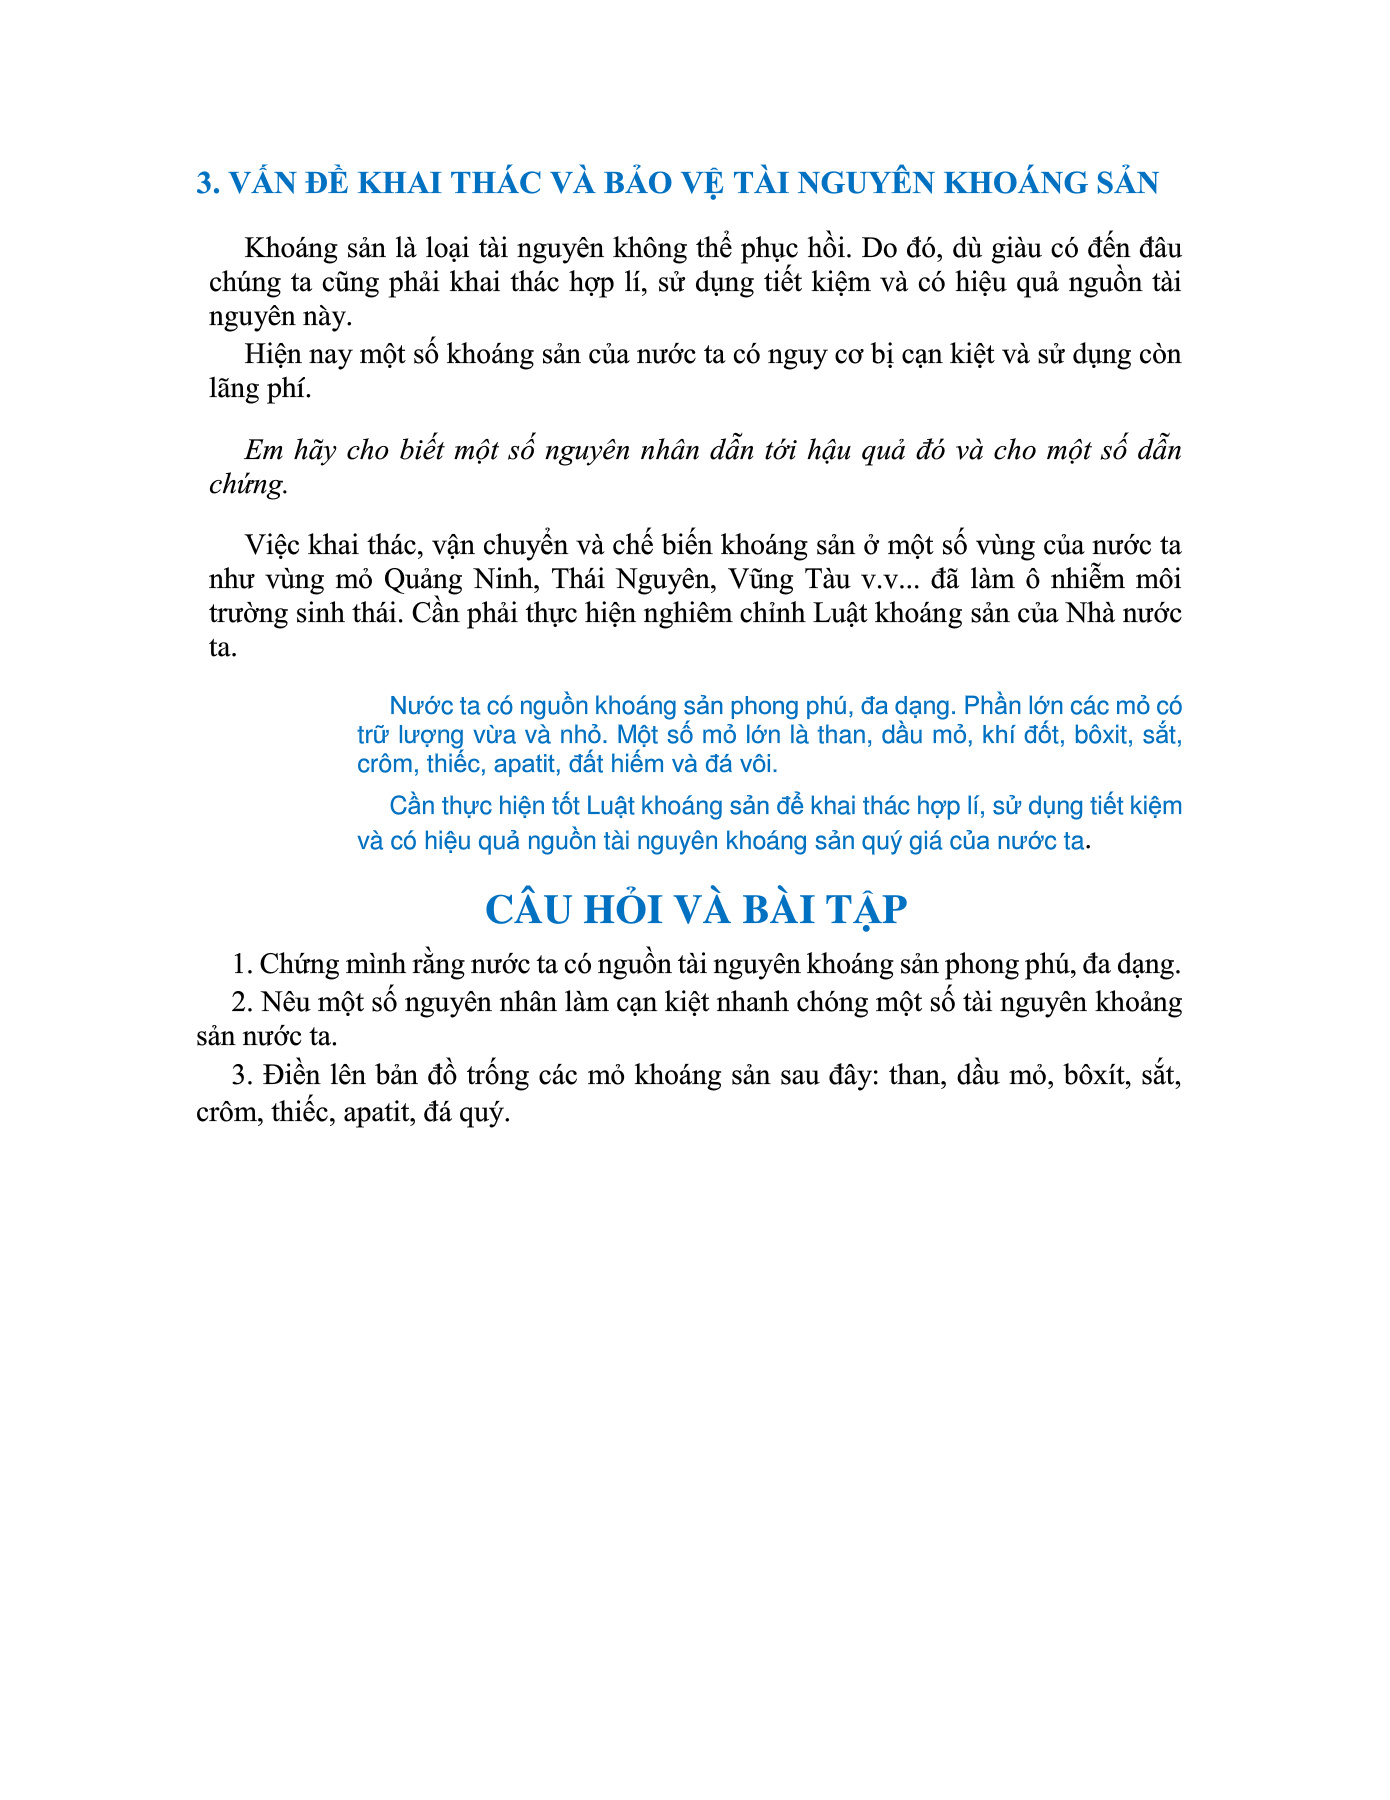 3. VẤN ĐỀ KHAI THÁC VÀ BẢO VỆ TÀI NGUYÊN KHOÁNG SẢN
Khoáng sản là loại tài nguyên không thể phục hồi. Do đó, dù giàu có đến đâu
chúng ta cũng phải khai thác hợp lí, sử dụng tiết kiệm và có hiệu quả nguồn tài
nguyên này.
Hiện nay một số khoáng sản của nước ta có nguy cơ bị cạn kiệt và sử dụng còn
lãng phí.
Em hãy cho biết một số nguyên nhân dẫn tới hậu quả đó và cho một số dẫn
chứng.
Việc khai thác, vận chuyển và chế biến khoáng sản ở một số vùng của nước ta
như vùng mỏ Quảng Ninh, Thái Nguyên, Vũng Tàu v.v... đã làm ô nhiễm môi
trường sinh thái. Cần phải thực hiện nghiêm chỉnh Luật khoáng sản của Nhà nước
ta.
Nước ta có nguồn khoáng sản phong phú, đa dạng. Phần lớn các mỏ có
trữ lượng vừa và nhỏ. Một số mỏ lớn là than, dầu mỏ, khí đốt, bôxit, sắt,
crôm, thiếc, apatit, đất hiếm và đá vôi.
Cần thực hiện tốt Luật khoáng sản để khai thác hợp lí, sử dụng tiết kiệm
và có hiệu quả nguồn tài nguyên khoáng sản quý giá của nước ta.
CÂU HỎI VÀ BÀI TẬP
1. Chứng mình rằng nước ta có nguồn tài nguyên khoáng sản phong phú, đa dạng.
2. Nêu một số nguyên nhân làm cạn kiệt nhanh chóng một số tài nguyên khoảng
sản nước ta.
3. Điền lên bản đồ trống các mỏ khoáng sản sau đây: than, dầu mỏ, bôxít, sắt,
crôm, thiếc, apatit, đá quý.